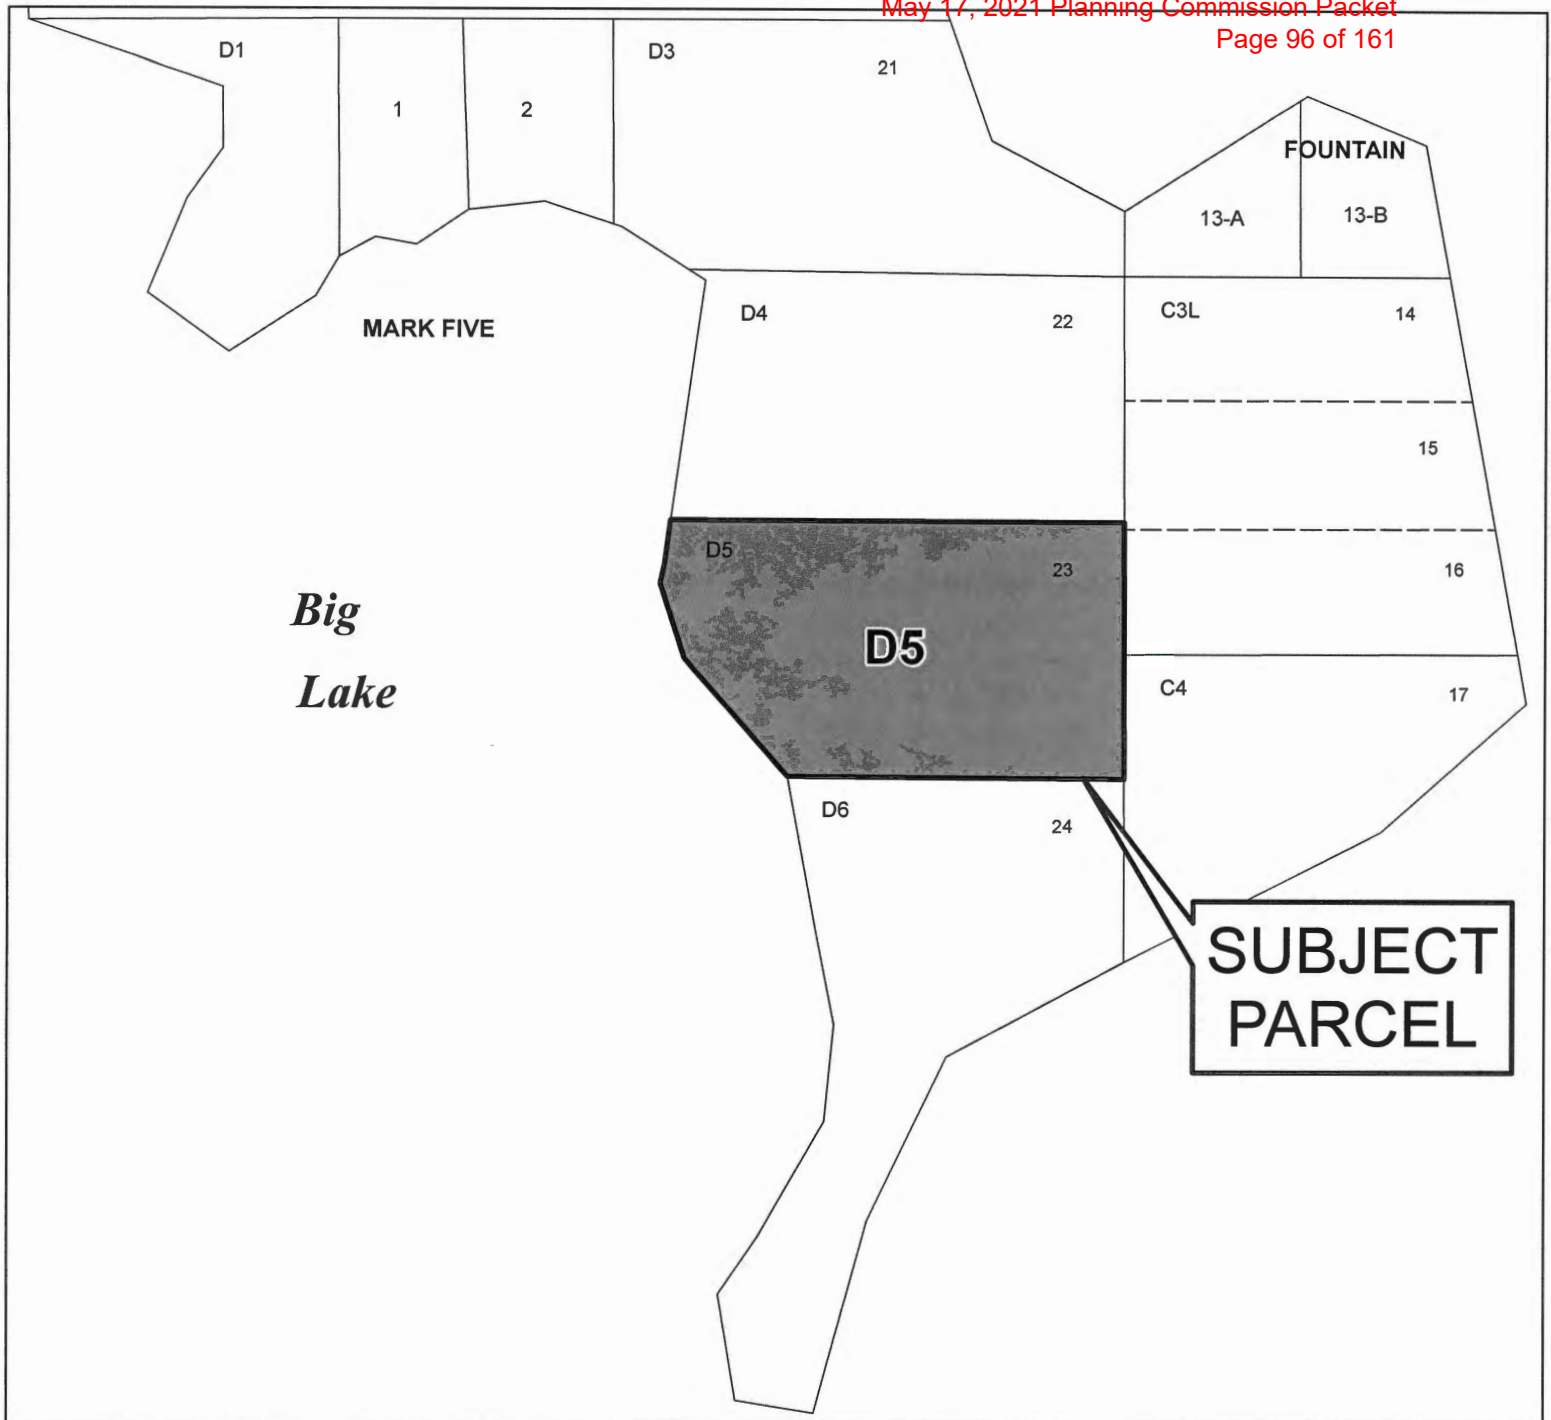 May 17, 2021 Planning Commission Packet
Page 96 of 161
D1
1
2
D3
21
FOUNTAIN
13-A
13-B
MARK FIVE
D4
22
C3L
14
15
D5
23
16
Big
Lake
D5
C4
17
D6
24
SUBJECT
PARCEL